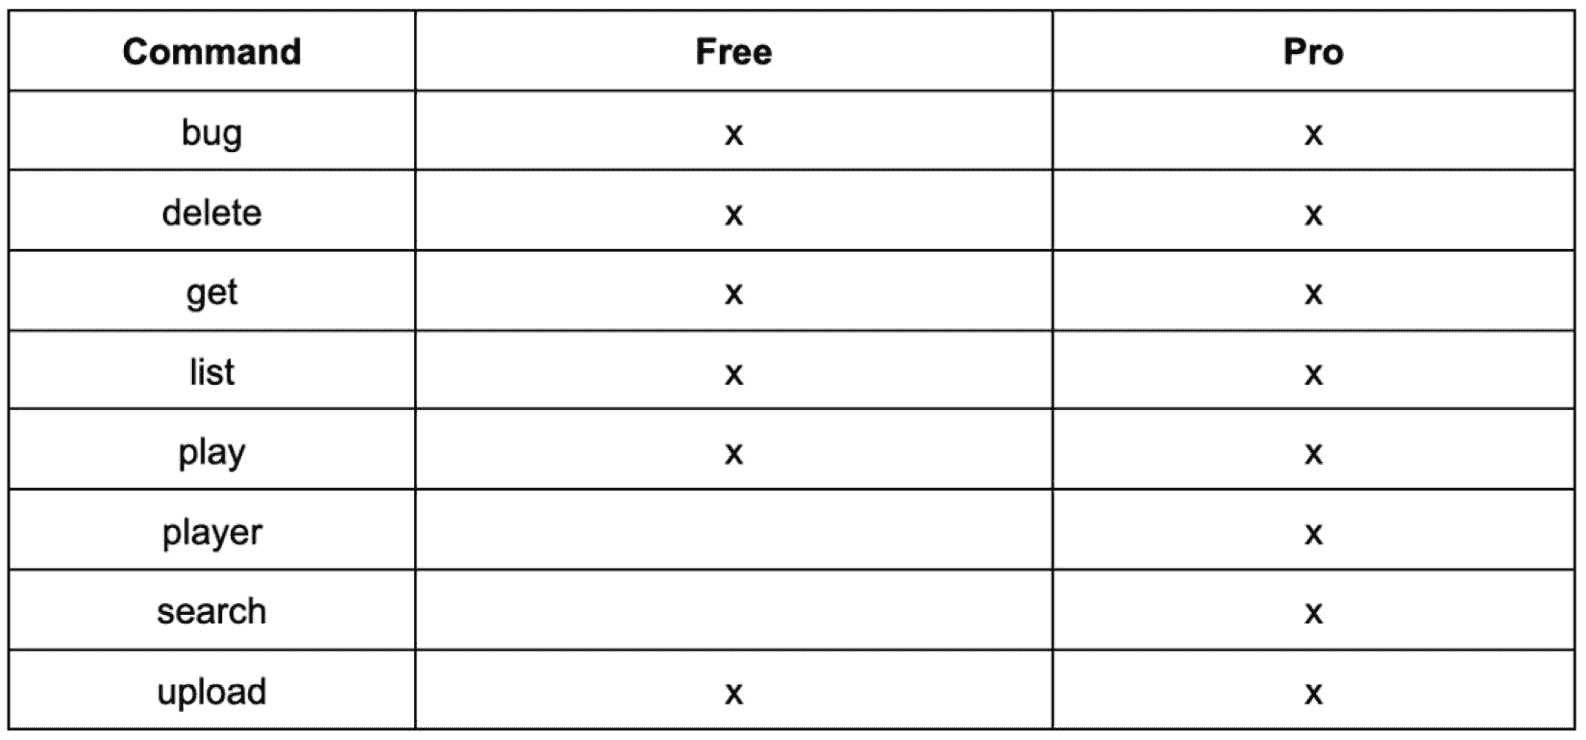 Command Free Pro
bug x x
delete x x
get x x
list x x
play x x
player x
search x
upload x x